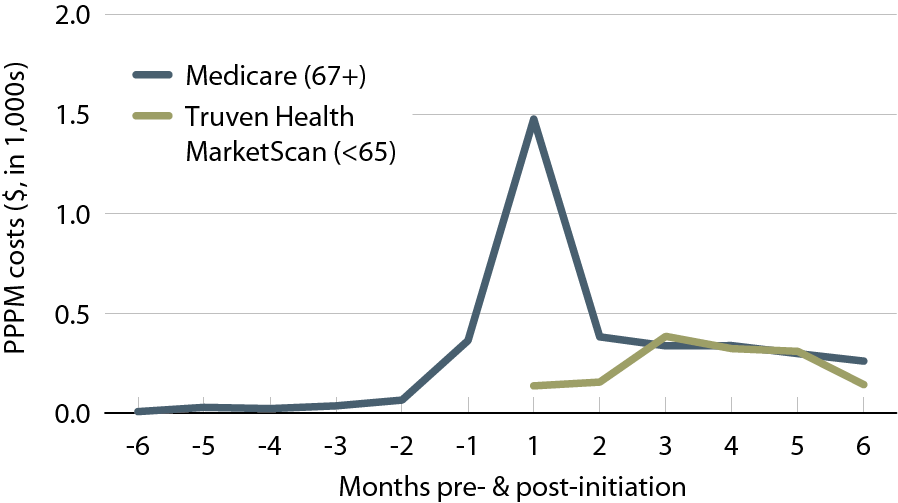 2.0
1.5
1.0
0.5
0.0
PPPM costs ($, in 1,000s)
Medicare (67+)
Truven Health
MarketScan (<65)
-6 -5 -4 -3 -2 -1 1 2 3 4 5 6
Months pre- & post-initiation